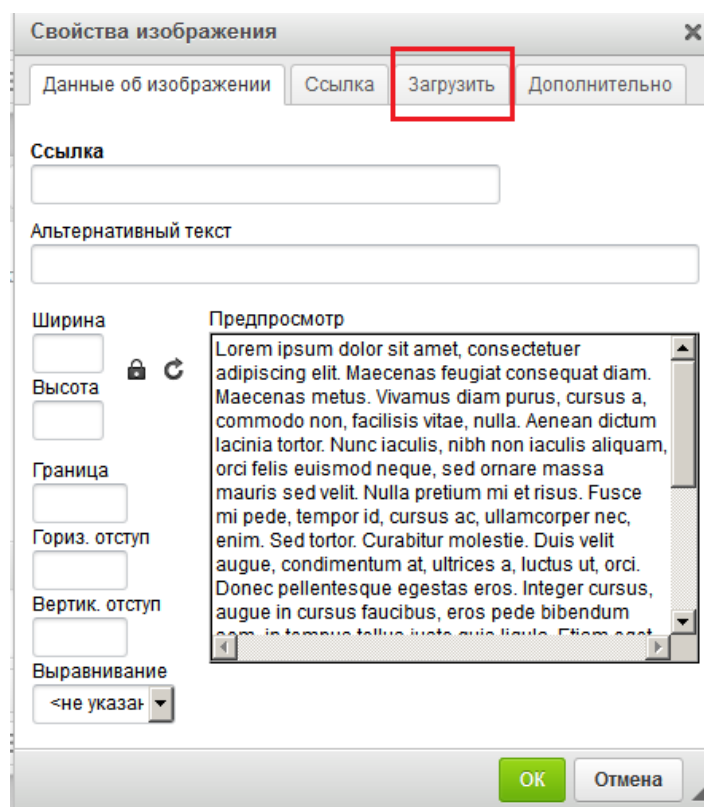 Свойства изображения
Данные об изображении Ссылка Загрузить Дополнительно
Ссылка
Альтернативный текст
Ширина
Высота
Граница
Гориз. отступ
Вертик. отступ
Выравнивание
<не указан
Предпросмотр
Lorem ipsum dolor sit amet, consectetuer
adipiscing elit. Maecenas feugiat consequat diam.
Maecenas metus. Vivamus diam purus, cursus a,
commodo non, facilisis vitae, nulla. Aenean dictum
lacinia tortor. Nunc iaculis, nibh non iaculis aliquam,
orci felis euismod neque, sed ornare massa
mauris sed velit. Nulla pretium mi et risus. Fusce
mi pede, tempor id, cursus ac, ullamcorper nec,
enim. Sed tortor. Curabitur molestie. Duis velit
augue, condimentum at, ultrices a, luctus ut, orci.
Donec pellentesque egestas eros. Integer cursus,
augue in cursus faucibus, eros pede bibendum
ОК Отмена